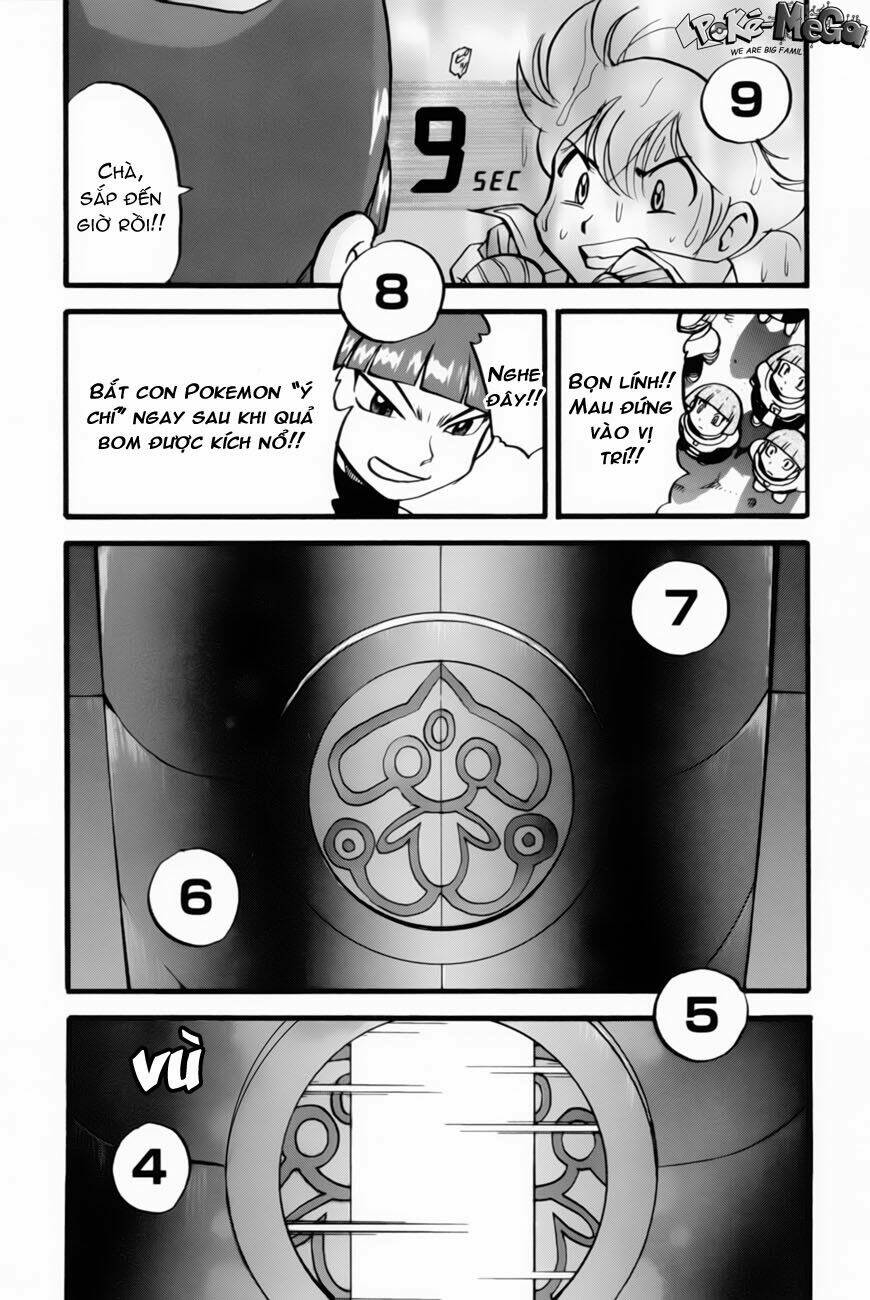 Poké-Mega
WE ARE BIG FAMILY
9
9
SEC
CHÀ,
SẮP ĐẾN
GIỜ RỒI!!
8
BỌN LÍNH!!
MAU ĐỨNG
VÀO VỊ
TRÍ!!
NGHE
ĐÂY!!
BẮT CON POKEMON “Ý
CHÍ” NGAY SAU KHI QUẢ
BOM ĐƯỢC KÍCH NỔ!!
7
6
5
VÙ
4